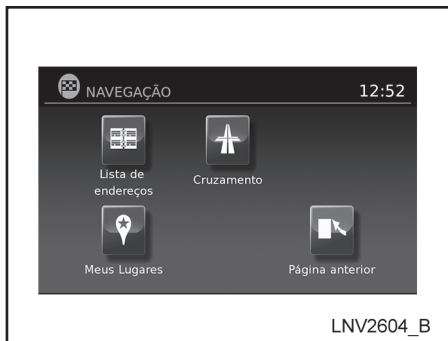 NAVEGAÇÃO 12:52
Lista de
endereços
Cruzamento
Meus Lugares
Página anterior
LNV2604_B